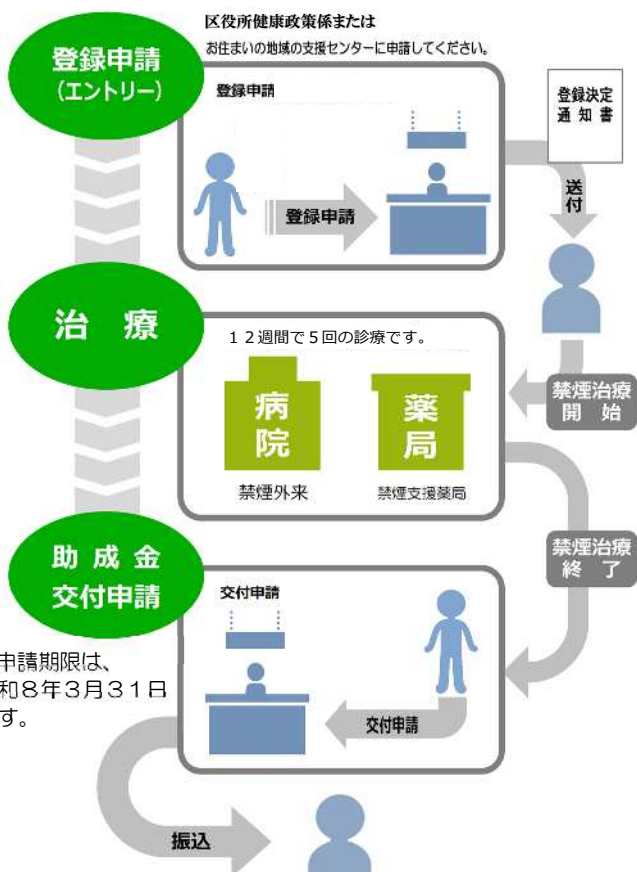 区役所健康政策係または
お住まいの地域の支援センターに申請してください。
登録申請
（エントリー）
登録申請
登録申請
登録決定
通 知 書
送付
治 療
１２週間で５回の診療です。
病院
禁煙外来
薬局
禁煙支援薬局
禁煙治療
開 始
禁煙治療
終 了
助 成 金
交付申請
交付申請
交付申請
申請期限は、
和８年３月３１日
す。
振込